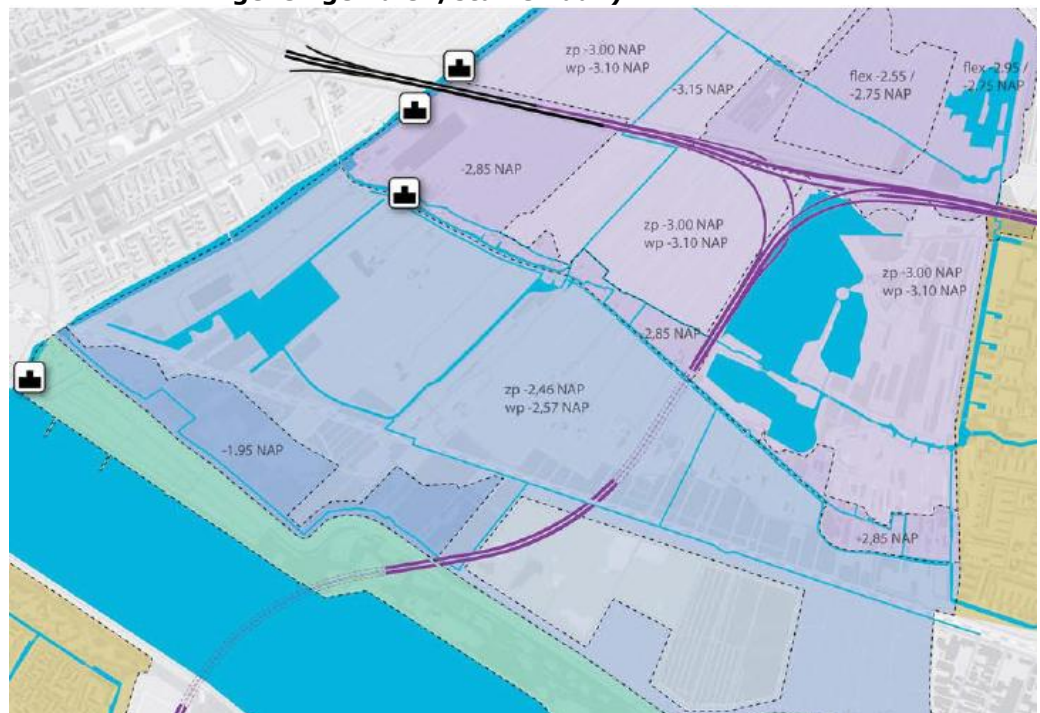 zp -3.00 NAP
wp -3.10 NAP
-3,15 NAP
flex -2.55 /
-2.75 NAP
flex -2.95 /
-2.75 NAP
-2,85 NAP
zp -3.00 NAP
wp -3.10 NAP
zp -3.00 NAP
wp -3.10 NAP
-2,85 NAP
zp -2,46 NAP
wp -2,57 NAP
-1.95 NAP
-2,85 NAP